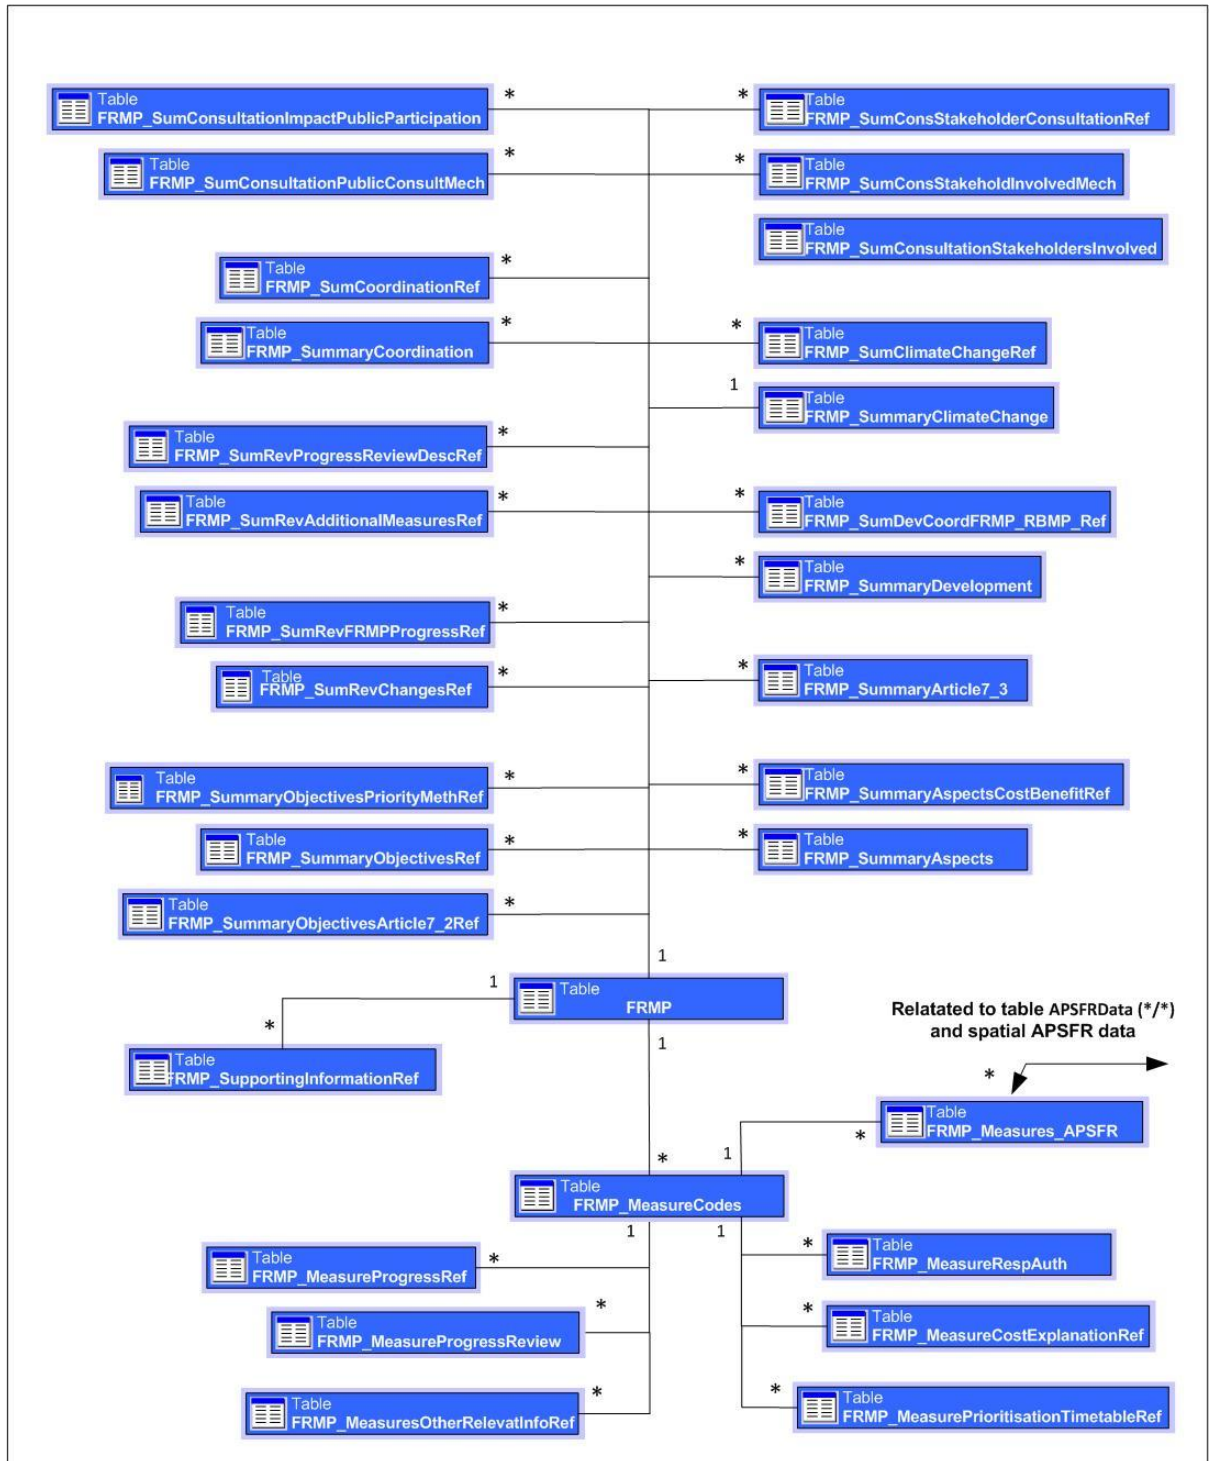 *
*
Table
FRMP_SumConsultationImpactPublicParticipation
Table
FRMP_SumConsStakeholderConsultationRef
*
*
Table
FRMP_SumConsultationPublicConsultMech
Table
FRMP_SumConsStakeholdInvolvedMech
Table
FRMP_SumConsultationStakeholdersInvolved
*
Table
FRMP_SumCoordinationRef
*
*
Table
FRMP_SummaryCoordination
Table
FRMP_SumClimateChangeRef
1
Table
FRMP_SummaryClimateChange
*
Table
FRMP_SumRevProgressReviewDescRef
*
*
Table
FRMP_SumRevAdditionalMeasuresRef
Table
FRMP_SumDevCoordFRMP_RBMP_Ref
*
Table
FRMP_SummaryDevelopment
*
Table
FRMP_SumRevFRMPProgressRef
*
*
Table
FRMP_SumRevChangesRef
Table
FRMP_SummaryArticle7_3
*
*
Table
FRMP_SummaryObjectivesPriorityMethRef
Table
FRMP_SummaryAspectsCostBenefitRef
*
*
Table
FRMP_SummaryObjectivesRef
Table
FRMP_SummaryAspects
*
Table
FRMP_SummaryObjectivesArticle7_2Ref
1
1
Table
FRMP
Relatated to table APSFRData (*/*)
and spatial APSFR data
*
1
Table
FRMP_SupportingInformationRef
*
Table
FRMP_Measures_APSFR
*
1
*
Table
FRMP_MeasureCodes
1
1
*
*
Table
FRMP_MeasureProgressRef
Table
FRMP_MeasureRespAuth
*
*
Table
FRMP_MeasureProgressReview
Table
FRMP_MeasureCostExplanationRef
*
*
Table
FRMP_MeasuresOtherRelevatInfoRef
Table
FRMP_MeasurePrioritisationTimetableRef